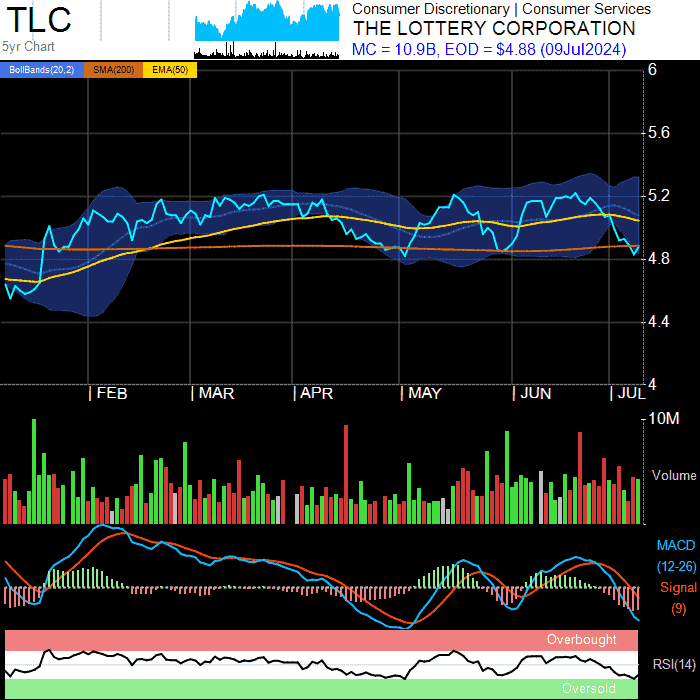 TLC
5yr Chart
Consumer Discretionary | Consumer Services
THE LOTTERY CORPORATION
MC = 10.9B, EOD = $4.88 (09Jul2024)
BollBands(20,2) SMA(200) EMA(50)
6
5.6
5.2
4.8
4.4
4
| FEB | MAR | APR | MAY | JUN | JUL
10M
Volume
MACD
(12-26)
Signal
(9)
Overbought
RSI(14)
Oversold